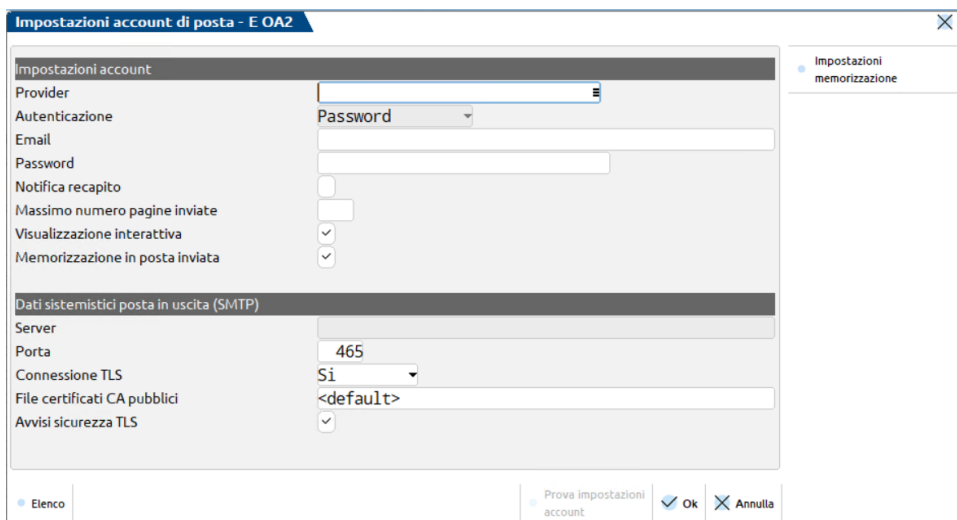 Impostazioni account di posta - E OA2
Impostazioni account
Provider
Autenticazione Password
Email
Password
Notifica recapito
Massimo numero pagine inviate
Visualizzazione interattiva
Memorizzazione in posta inviata
Dati sistemistici posta in uscita (SMTP)
Server
Porta 465
Connessione TLS Si
File certificati CA pubblici <default>
Avvisi sicurezza TLS
Impostazioni
memorizzazione
Elenco
Prova impostazioni
account
Ok
Annulla